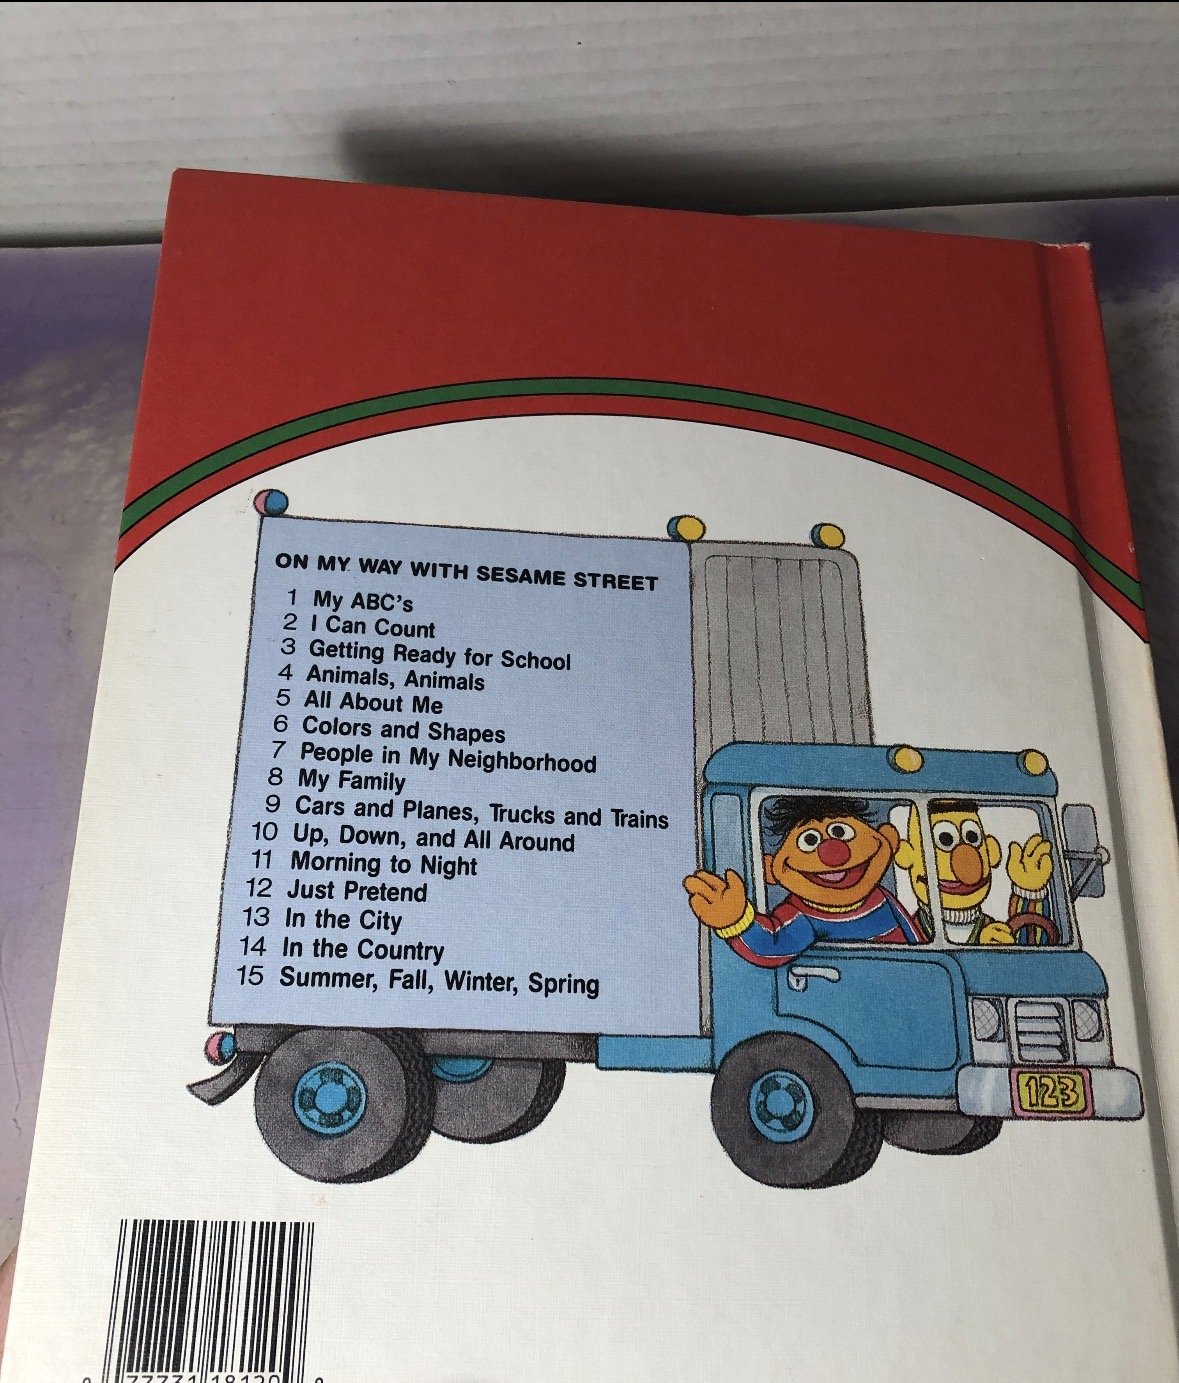 ON MY WAY WITH SESAME STREET
1 My ABC's
2 I Can Count
3 Getting Ready for School
4 Animals, Animals
5 All About Me
6 Colors and Shapes
7 People in My Neighborhood
8 My Family
9 Cars and Planes, Trucks and Trains
10 Up, Down, and All Around
11 Morning to Night
12 Just Pretend
13 In the City
14 In the Country
15 Summer, Fall, Winter, Spring
123